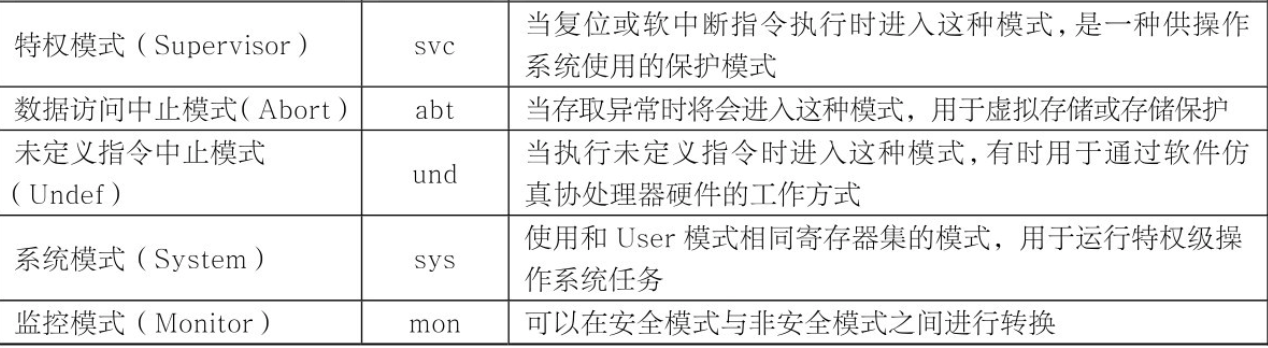 特权模式（Supervisor）
svc
当复位或软中断指令执行时进入这种模式，是一种供操作
系统使用的保护模式
数据访问中止模式（Abort）
abt
当存取异常时将会进入这种模式，用于虚拟存储或存储保护
未定义指令中止模式
（Undef）
und
当执行未定义指令时进入这种模式，有时用于通过软件仿
真协处理器硬件的工作方式
系统模式（System）
sys
使用和 User 模式相同寄存器集的模式，用于运行特权级操
作系统任务
监控模式（Monitor）
mon
可以在安全模式与非安全模式之间进行转换